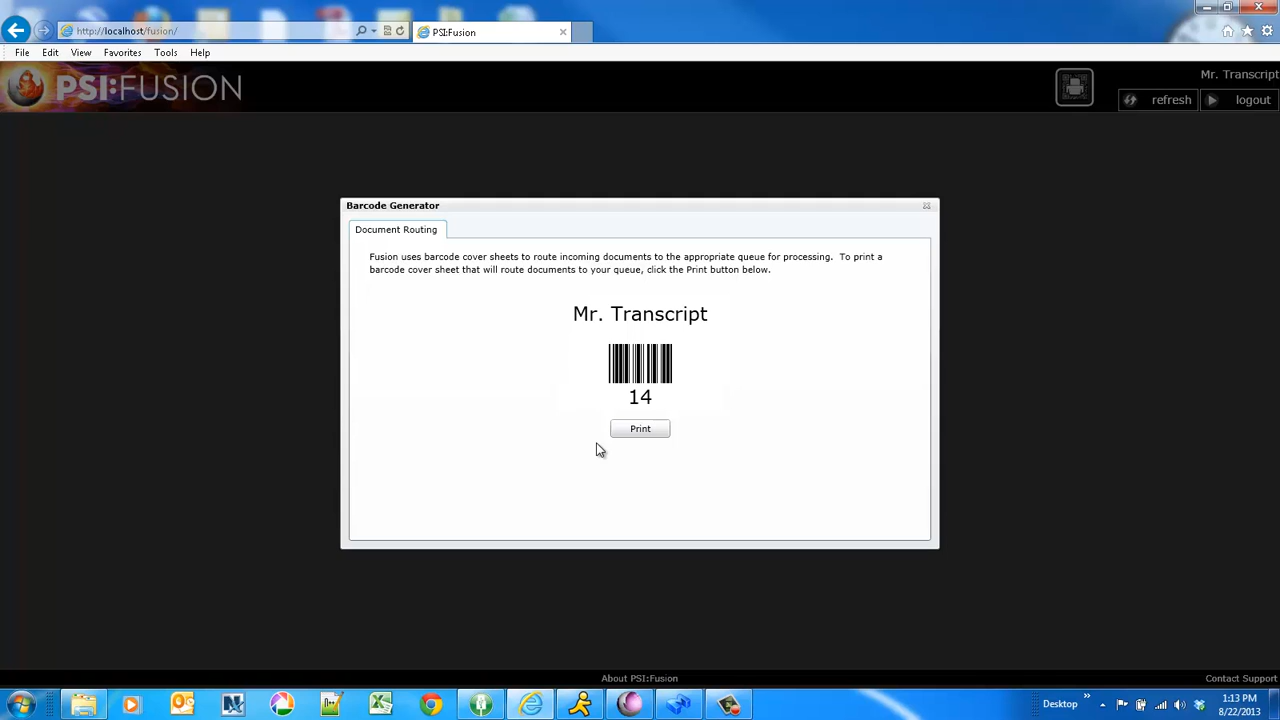 http://localhost/fusion/
PSI:Fusion
File Edit View Favorites Tools Help
PSI:FUSION
Mr. Transcript
refresh
logout
Barcode Generator
Document Routing
Fusion uses barcode cover sheets to route incoming documents to the appropriate queue for processing. To print a
barcode cover sheet that will route documents to your queue, click the Print button below.
Mr. Transcript
14
Print
About PSI:Fusion
Contact Support
Desktop
1:13 PM
8/22/2013